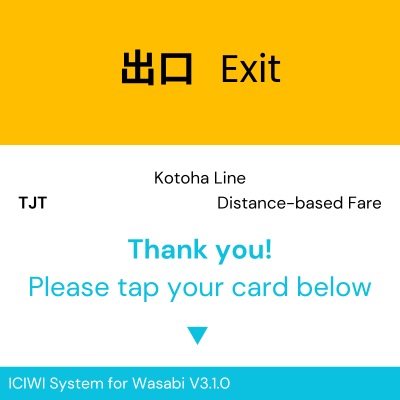 出口 Exit
Kotoha Line
TJT Distance-based Fare
Thank you!
Please tap your card below
ICIWI System for Wasabi V3.1.0